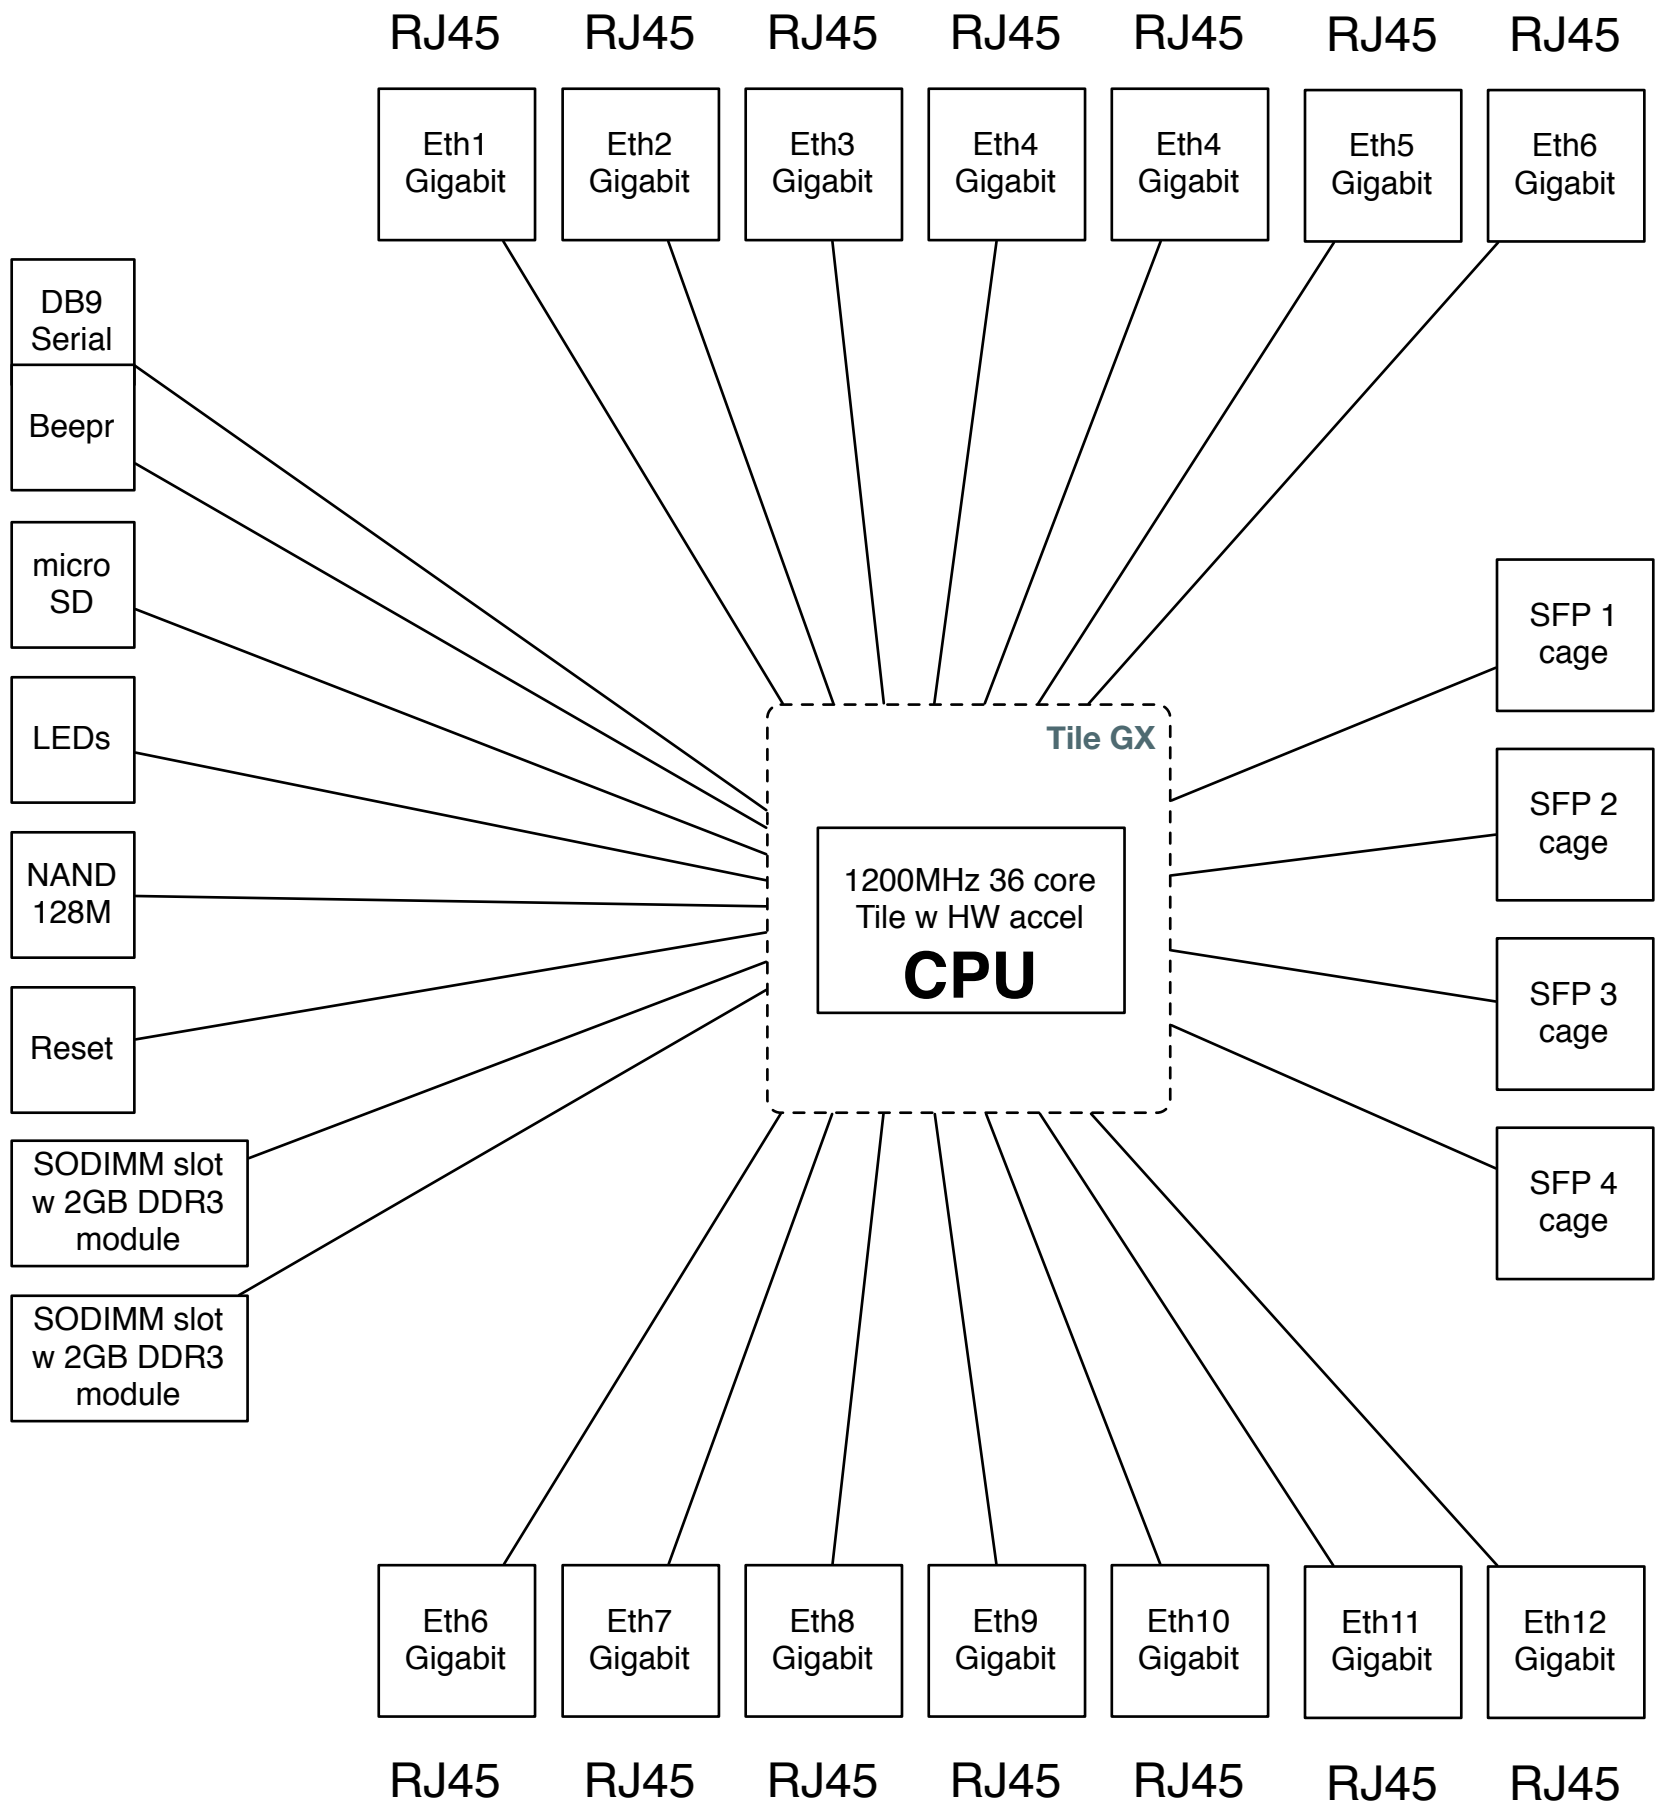 RJ45 RJ45 RJ45 RJ45 RJ45 RJ45 RJ45
Eth1
Gigabit
Eth2
Gigabit
Eth3
Gigabit
Eth4
Gigabit
Eth4
Gigabit
Eth5
Gigabit
Eth6
Gigabit
DB9
Serial
Beepr
micro
SD
LEDs
NAND
128M
Reset
SODIMM slot
w 2GB DDR3
module
SODIMM slot
w 2GB DDR3
module
Tile GX
1200MHz 36 core
Tile w HW accel
CPU
SFP 1
cage
SFP 2
cage
SFP 3
cage
SFP 4
cage
Eth6
Gigabit
Eth7
Gigabit
Eth8
Gigabit
Eth9
Gigabit
Eth10
Gigabit
Eth11
Gigabit
Eth12
Gigabit
RJ45 RJ45 RJ45 RJ45 RJ45 RJ45 RJ45